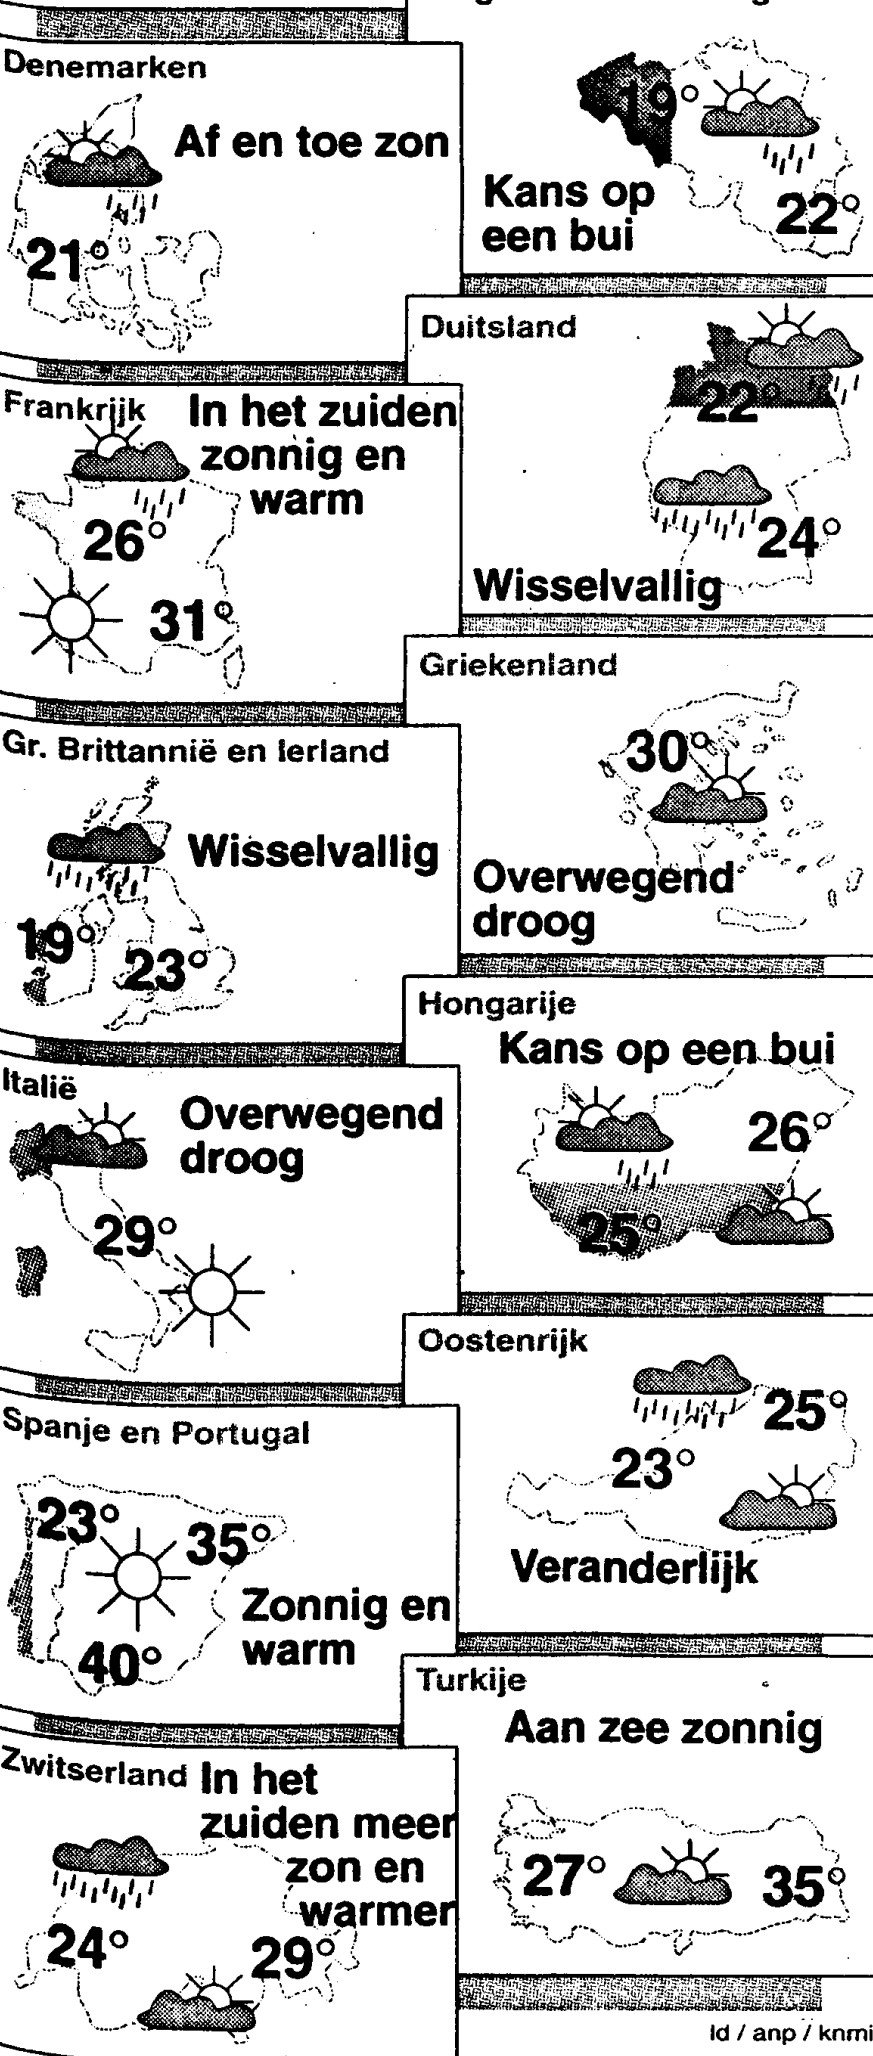 Denemarken
Af en toe zon
21°
19°
Kans op
een bui
22°
Duitsland
22°
24°
Wisselvallig
Frankrijk
In het zuiden
zonnig en
warm
26°
31°
Griekenland
30°
Overwegend
droog
Gr. Brittannië en Ierland
Wisselvallig
19°
23°
Hongarije
Kans op een bui
26°
25°
Italië
Overwegend
droog
29°
Oostenrijk
25°
23°
Veranderlijk
Spanje en Portugal
23°
35°
Zonnig en
warm
40°
Turkije
Aan zee zonnig
27°
35°
Zwitserland
In het
zuiden meer
zon en
warmer
24°
29°
ld / anp / knmi